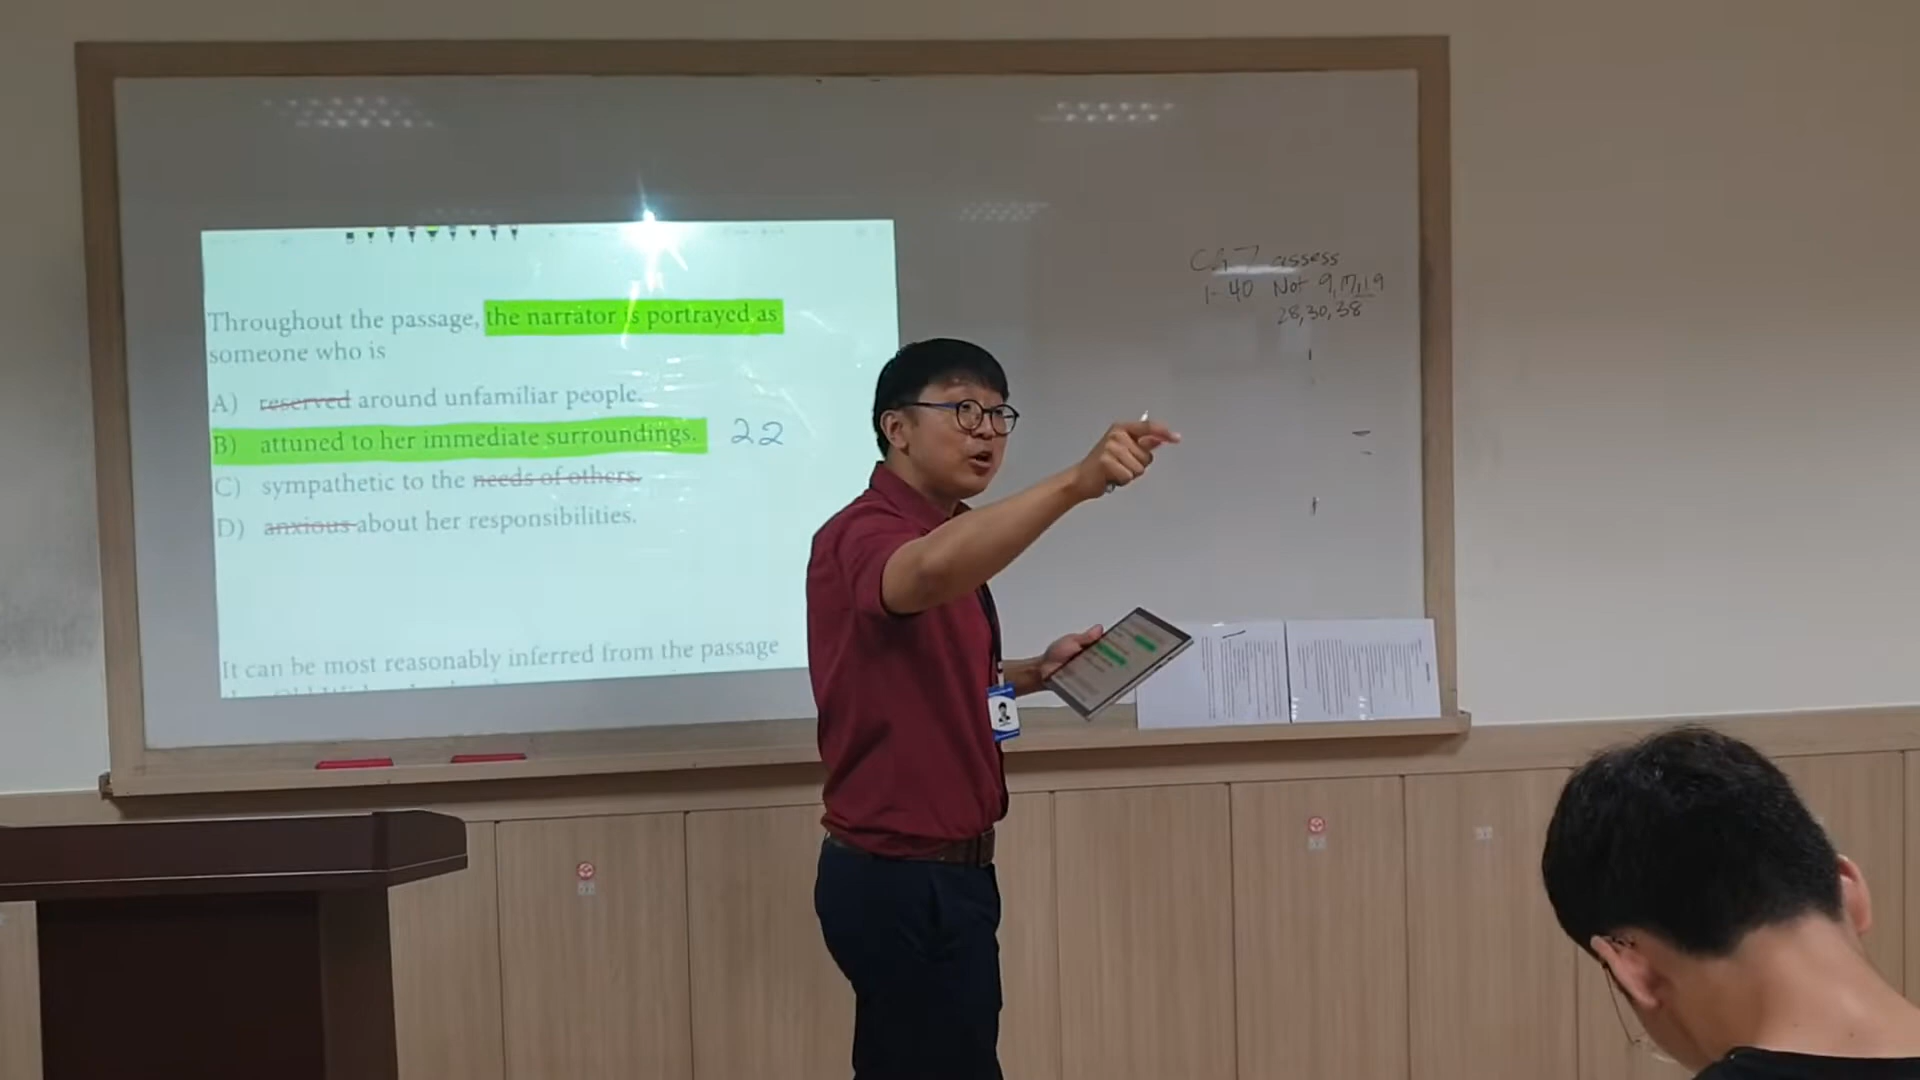 Throughout the passage, the narrator is portrayed as
someone who is
A) reserved around unfamiliar people.
B) attuned to her immediate surroundings. 22
C) sympathetic to the needs of others.
D) anxious about her responsibilities.
It can be most reasonably inferred from the passage
Ch 7 assess
1-40 Not 9,17,19
28,30,38